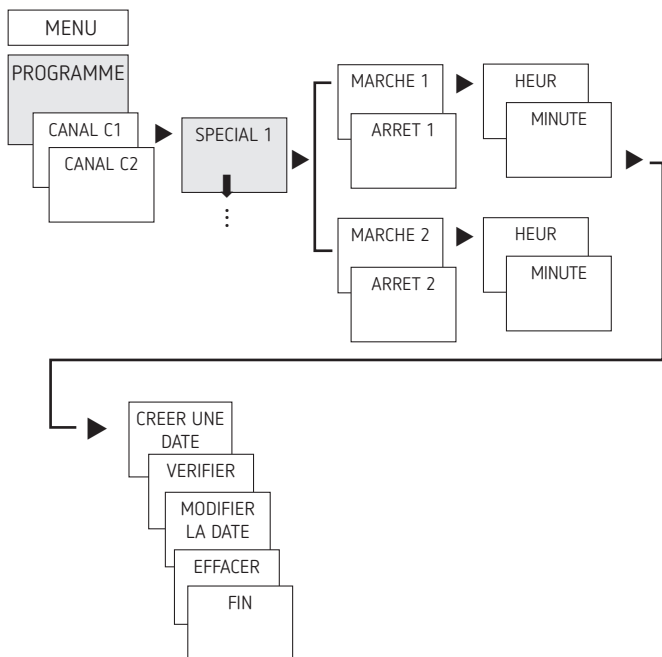 MENU
PROGRAMME
CANAL C1
CANAL C2
SPECIAL 1
MARCHE 1
ARRET 1
HEUR
MINUTE
MARCHE 2
ARRET 2
HEUR
MINUTE
CREER UNE
DATE
VERIFIER
MODIFIER
LA DATE
EFFACER
FIN